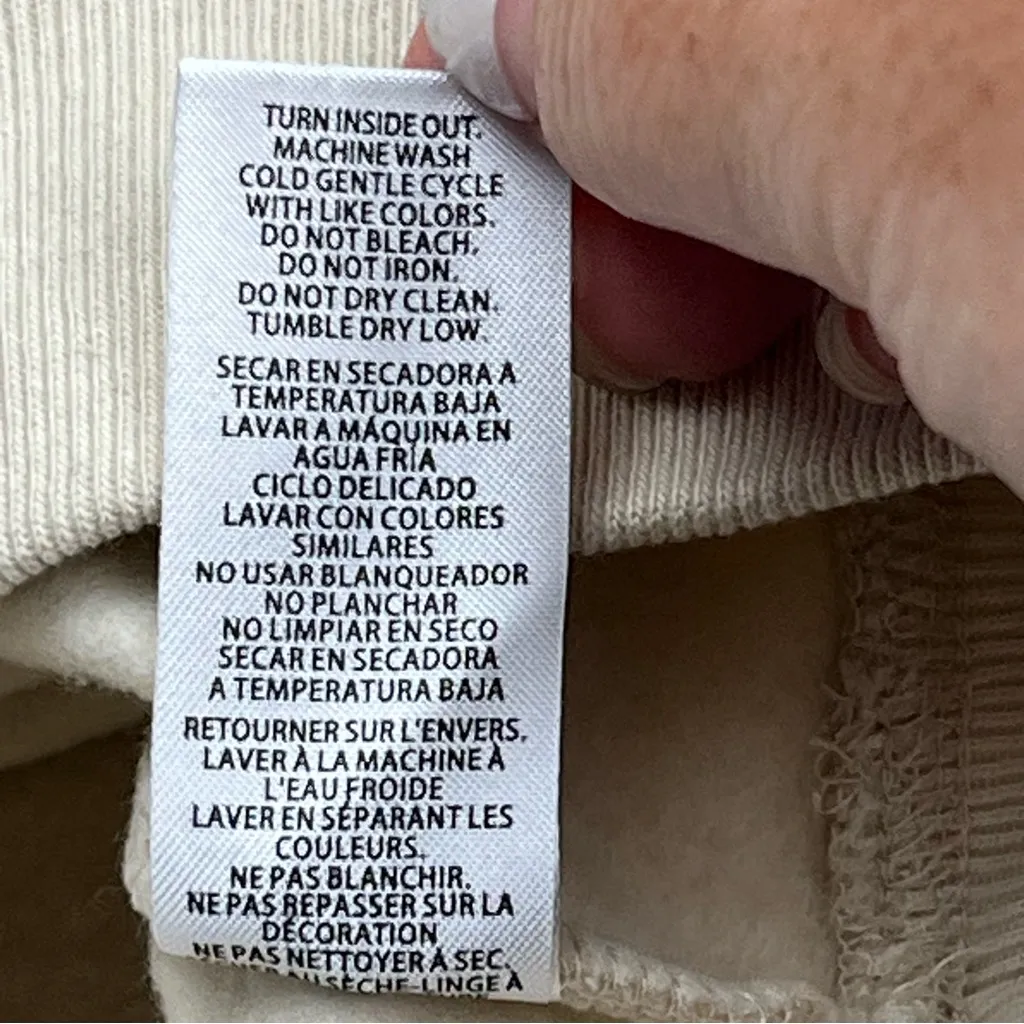 TURN INSIDE OUT.
MACHINE WASH
COLD GENTLE CYCLE
WITH LIKE COLORS.
DO NOT BLEACH.
DO NOT IRON.
DO NOT DRY CLEAN.
TUMBLE DRY LOW.
SECAR EN SECADORA A
TEMPERATURA BAJA
LAVAR A MÁQUINA EN
AGUA FRÍA
CICLO DELICADO
LAVAR CON COLORES
SIMILARES
NO USAR BLANQUEADOR
NO PLANCHAR
NO LIMPIAR EN SECO
SECAR EN SECADORA
A TEMPERATURA BAJA
RETOURNER SUR L'ENVERS.
LAVER À LA MACHINE À
L'EAU FROIDE
LAVER EN SÉPARANT LES
COULEURS.
NE PAS BLANCHIR.
NE PAS REPASSER SUR LA
DÉCORATION
NE PAS NETTOYER À SEC.
SÈCHE-LINGE À